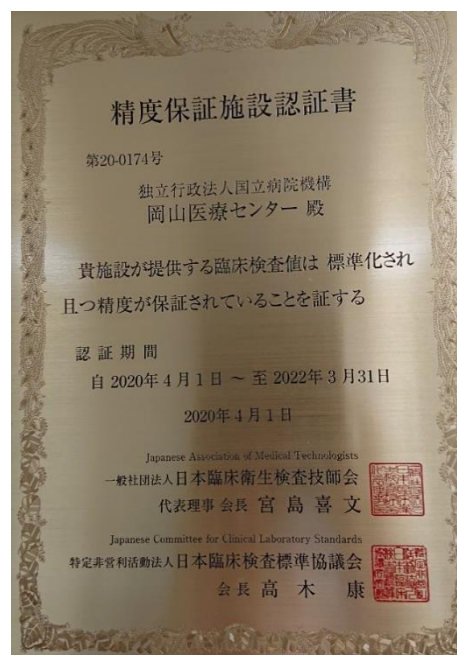 精度保証施設認証書
第20-0174号
独立行政法人国立病院機構
岡山医療センター 殿
貴施設が提供する臨床検査値は 標準化され
且つ精度が保証されていることを証する
認証期間
自 2020年4月1日 ~ 至 2022年3月31日
2020年4月1日
Japanese Association of Medical Technologists
一般社団法人日本臨床衛生検査技師会
代表理事 会長 宮島喜文
Japanese Committee for Clinical Laboratory Standards
特定非営利活動法人日本臨床検査標準協議会
会長 高木 康